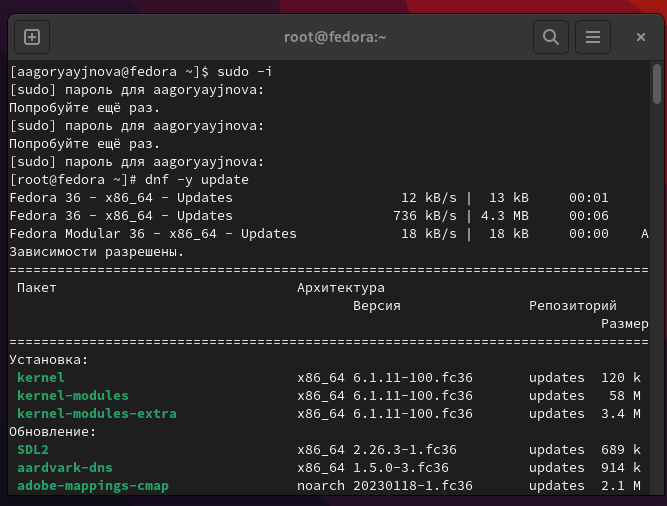 root@fedora:~
[aagoryayjnova@fedora ~]$ sudo -i
[sudo] пароль для aagoryayjnova:
Попробуйте ещё раз.
[sudo] пароль для aagoryayjnova:
Попробуйте ещё раз.
[sudo] пароль для aagoryayjnova:
[root@fedora ~]# dnf -y update
Fedora 36 - x86_64 - Updates 12 kB/s | 13 kB 00:01
Fedora 36 - x86_64 - Updates 736 kB/s | 4.3 MB 00:06
Fedora Modular 36 - x86_64 - Updates 18 kB/s | 18 kB 00:00 A
Зависимости разрешены.
================================================================================
Пакет Архитектура
Версия Репозиторий
Размер
================================================================================
Установка:
kernel x86_64 6.1.11-100.fc36 updates 120 k
kernel-modules x86_64 6.1.11-100.fc36 updates 58 M
kernel-modules-extra x86_64 6.1.11-100.fc36 updates 3.4 M
Обновление:
SDL2 x86_64 2.26.3-1.fc36 updates 689 k
aardvark-dns x86_64 1.5.0-3.fc36 updates 914 k
adobe-mappings-cmap noarch 20230118-1.fc36 updates 2.1 M